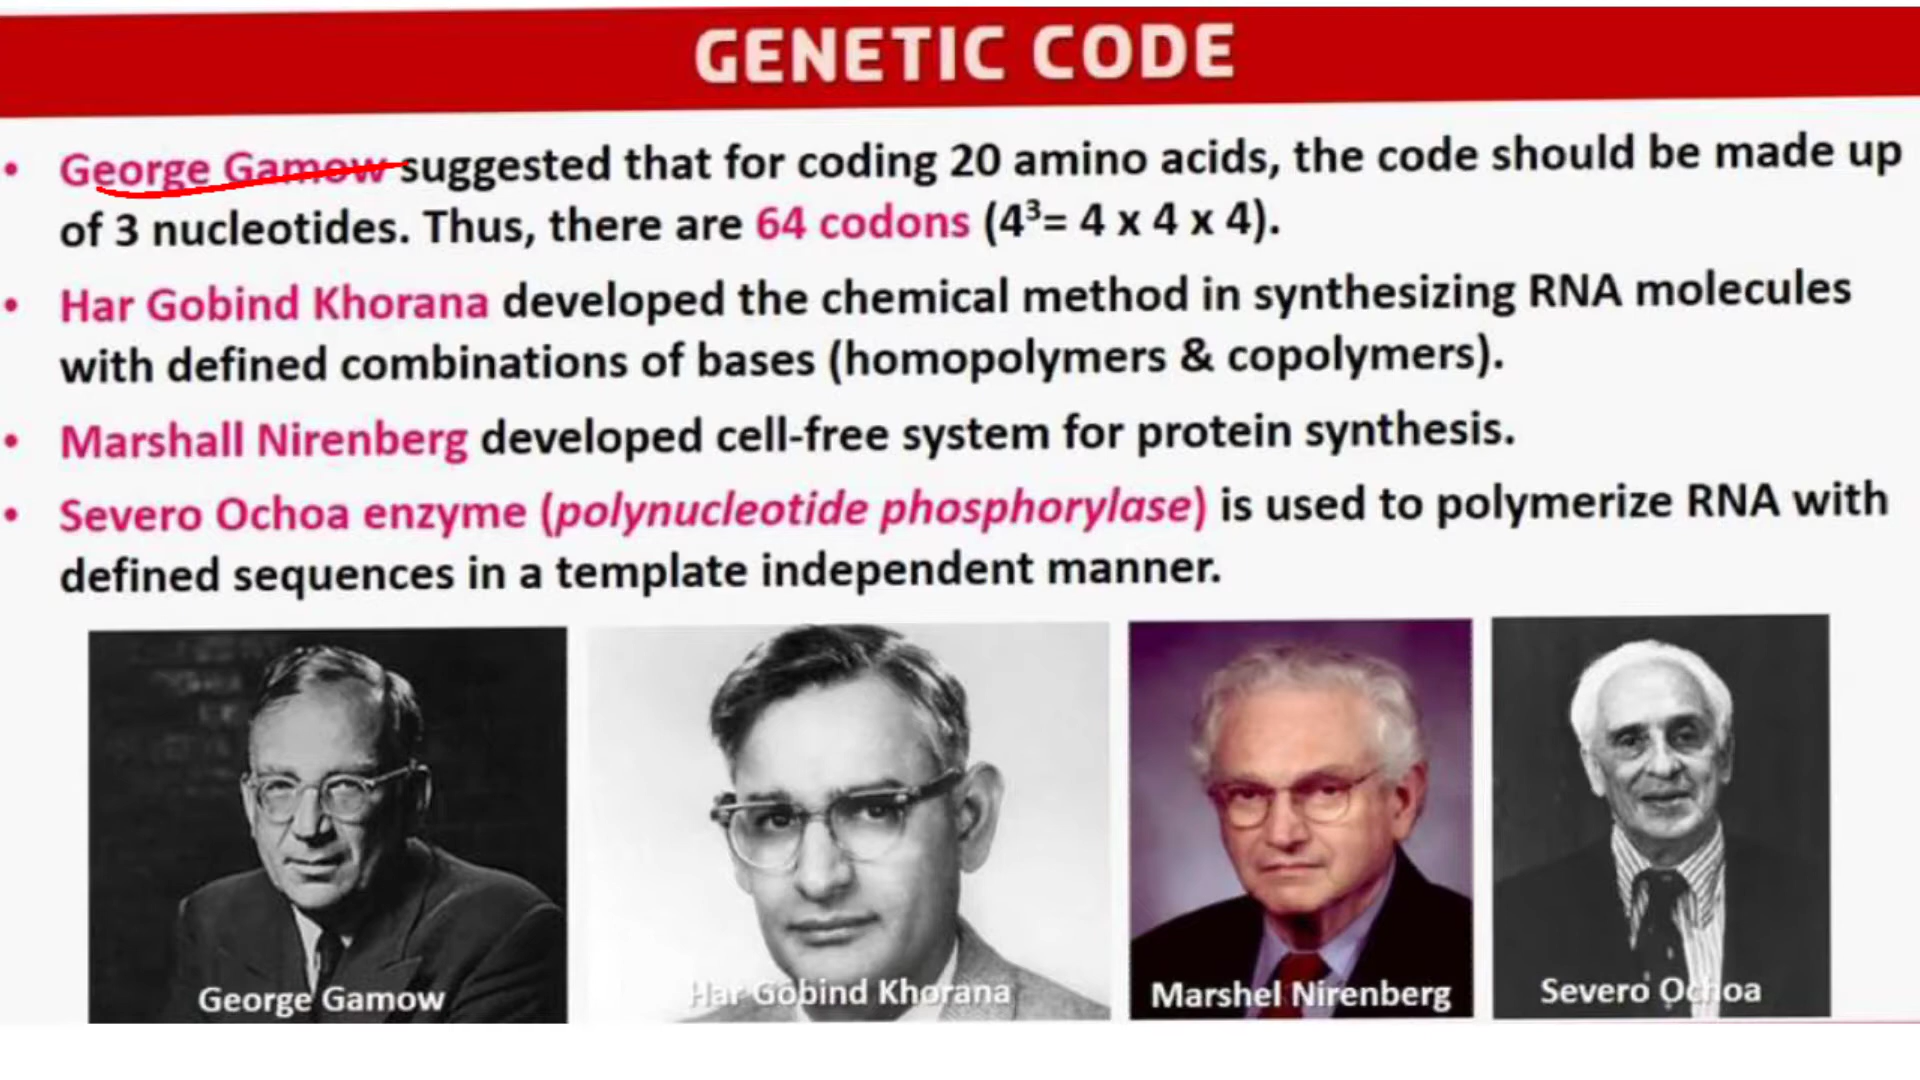 GENETIC CODE
• George Gamow suggested that for coding 20 amino acids, the code should be made up
of 3 nucleotides. Thus, there are 64 codons (4³= 4 x 4 x 4).
• Har Gobind Khorana developed the chemical method in synthesizing RNA molecules
with defined combinations of bases (homopolymers & copolymers).
• Marshall Nirenberg developed cell-free system for protein synthesis.
• Severo Ochoa enzyme (polynucleotide phosphorylase) is used to polymerize RNA with
defined sequences in a template independent manner.
George Gamow
Har Gobind Khorana
Marshel Nirenberg
Severo Ochoa